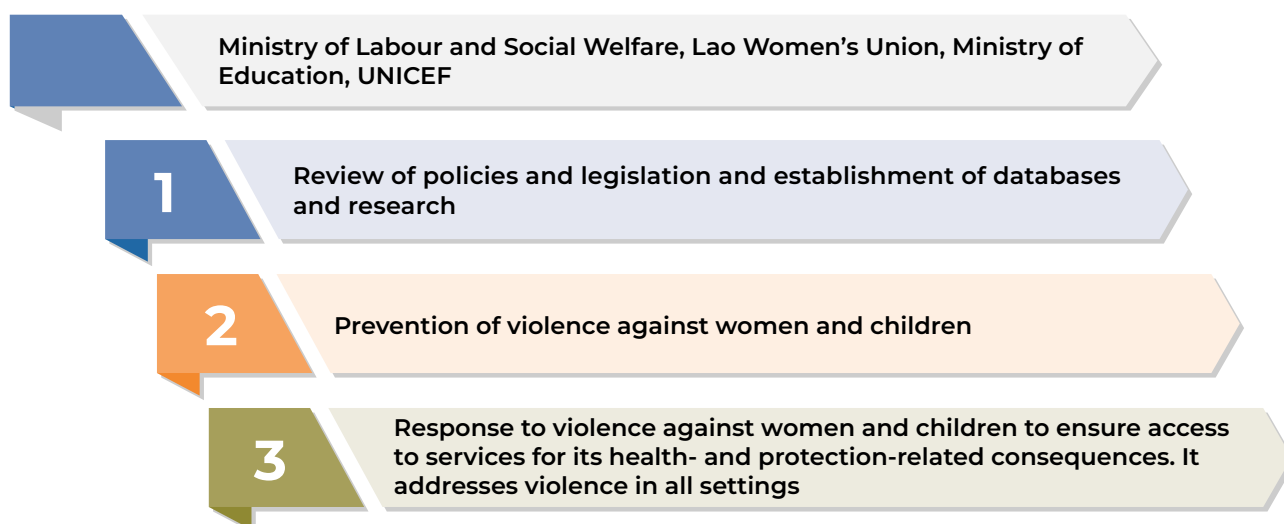 Ministry of Labour and Social Welfare, Lao Women’s Union, Ministry of
Education, UNICEF
1
Review of policies and legislation and establishment of databases
and research
2
Prevention of violence against women and children
3
Response to violence against women and children to ensure access
to services for its health- and protection-related consequences. It
addresses violence in all settings